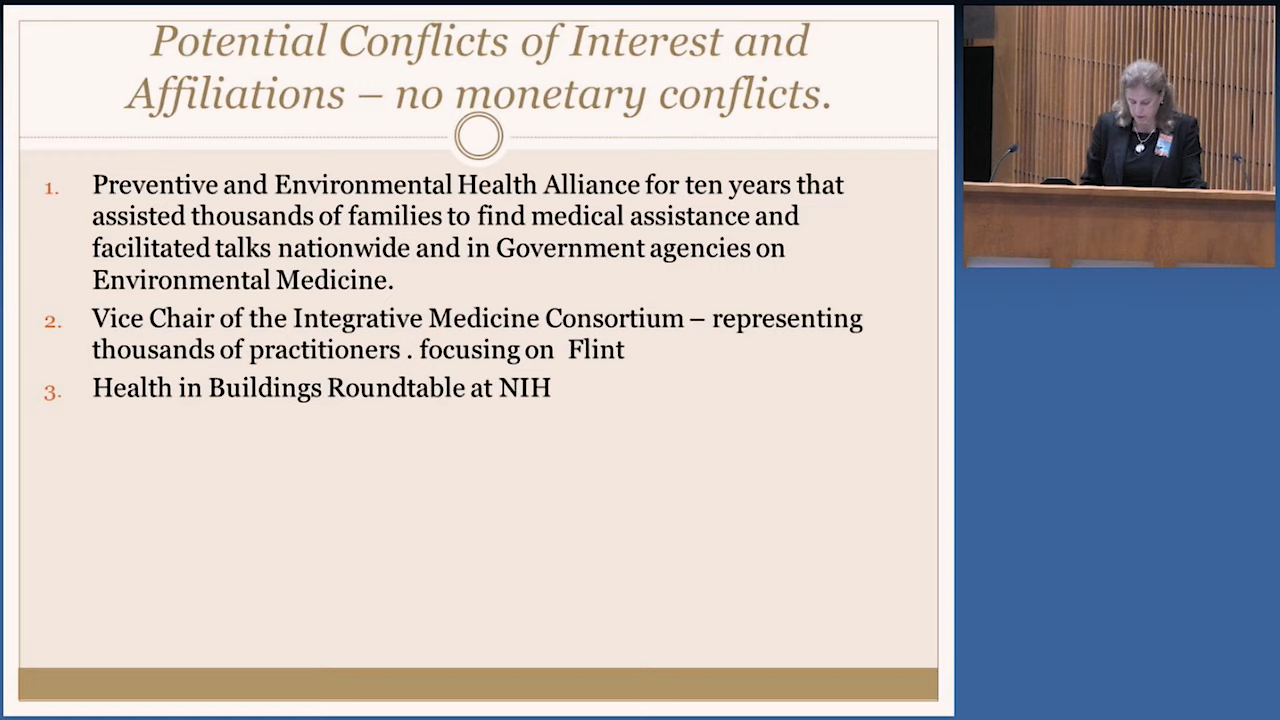 Potential Conflicts of Interest and
Affiliations – no monetary conflicts.
1. Preventive and Environmental Health Alliance for ten years that
assisted thousands of families to find medical assistance and
facilitated talks nationwide and in Government agencies on
Environmental Medicine.
2. Vice Chair of the Integrative Medicine Consortium – representing
thousands of practitioners . focusing on  Flint
3. Health in Buildings Roundtable at NIH